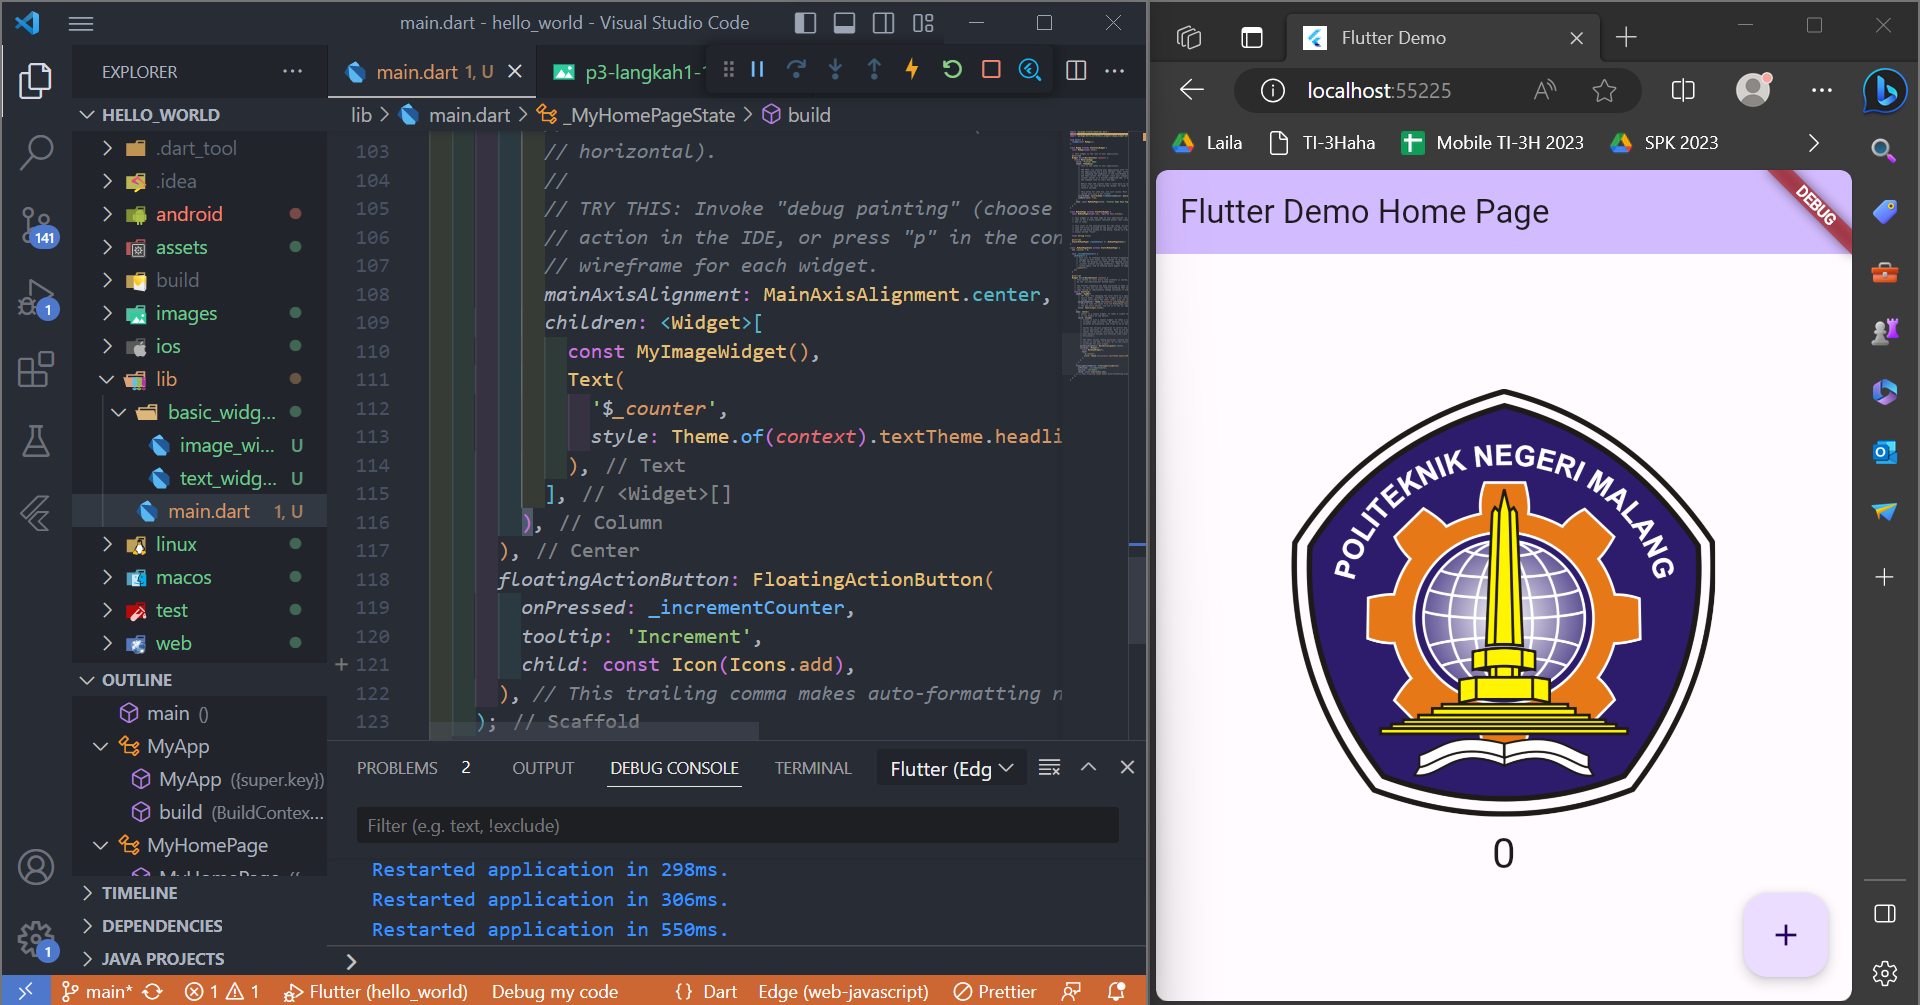 main.dart - hello_world - Visual Studio Code
EXPLORER
HELLO_WORLD
.dart_tool
.idea
android
assets
build
images
ios
lib
basic_widg...
image_wi... U
text_widg... U
main.dart 1, U
linux
macos
test
web
OUTLINE
main ()
MyApp
MyApp ({super.key})
build (BuildContex...
MyHomePage
MyHomePage
TIMELINE
DEPENDENCIES
JAVA PROJECTS
141
1
1
main.dart 1, U
p3-langkah1-
lib > main.dart > _MyHomePageState > build
103 // horizontal).
104 //
105 // TRY THIS: Invoke "debug painting" (choose
106 // action in the IDE, or press "p" in the con
107 // wireframe for each widget.
108 mainAxisAlignment: MainAxisAlignment.center,
109 children: <Widget>[
110 const MyImageWidget(),
111 Text(
112 '$_counter',
113 style: Theme.of(context).textTheme.headli
114 ), // Text
115 ], // <Widget>[]
116 ), // Column
117 ), // Center
118 floatingActionButton: FloatingActionButton(
119 onPressed: _incrementCounter,
120 tooltip: 'Increment',
121 child: const Icon(Icons.add),
122 ), // This trailing comma makes auto-formatting n
123 ); // Scaffold
PROBLEMS 2 OUTPUT DEBUG CONSOLE TERMINAL Flutter (Edg
Filter (e.g. text, !exclude)
Restarted application in 298ms.
Restarted application in 306ms.
Restarted application in 550ms.
main* 1 1 Flutter (hello_world) Debug my code {} Dart Edge (web-javascript) Prettier
Flutter Demo
localhost:55225
Laila TI-3Haha Mobile TI-3H 2023 SPK 2023
Flutter Demo Home Page
DEBUG
POLITEKNIK NEGERI MALANG
0